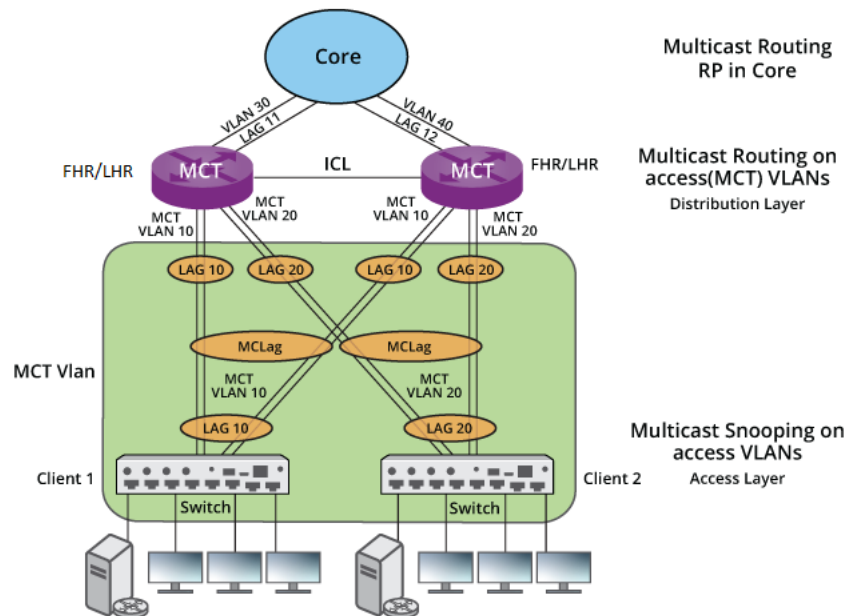 Core
Multicast Routing
RP in Core
VLAN 30
LAG 11
VLAN 40
LAG 12
FHR/LHR
MCT
ICL
MCT
FHR/LHR
Multicast Routing on
access(MCT) VLANs
Distribution Layer
MCT
VLAN 10
MCT
VLAN 20
MCT
VLAN 10
MCT
VLAN 20
LAG 10
LAG 20
LAG 10
LAG 20
MCLag
MCLag
MCT Vlan
MCT
VLAN 10
MCT
VLAN 20
LAG 10
LAG 20
Multicast Snooping on
access VLANs
Access Layer
Client 1
Client 2
Switch
Switch